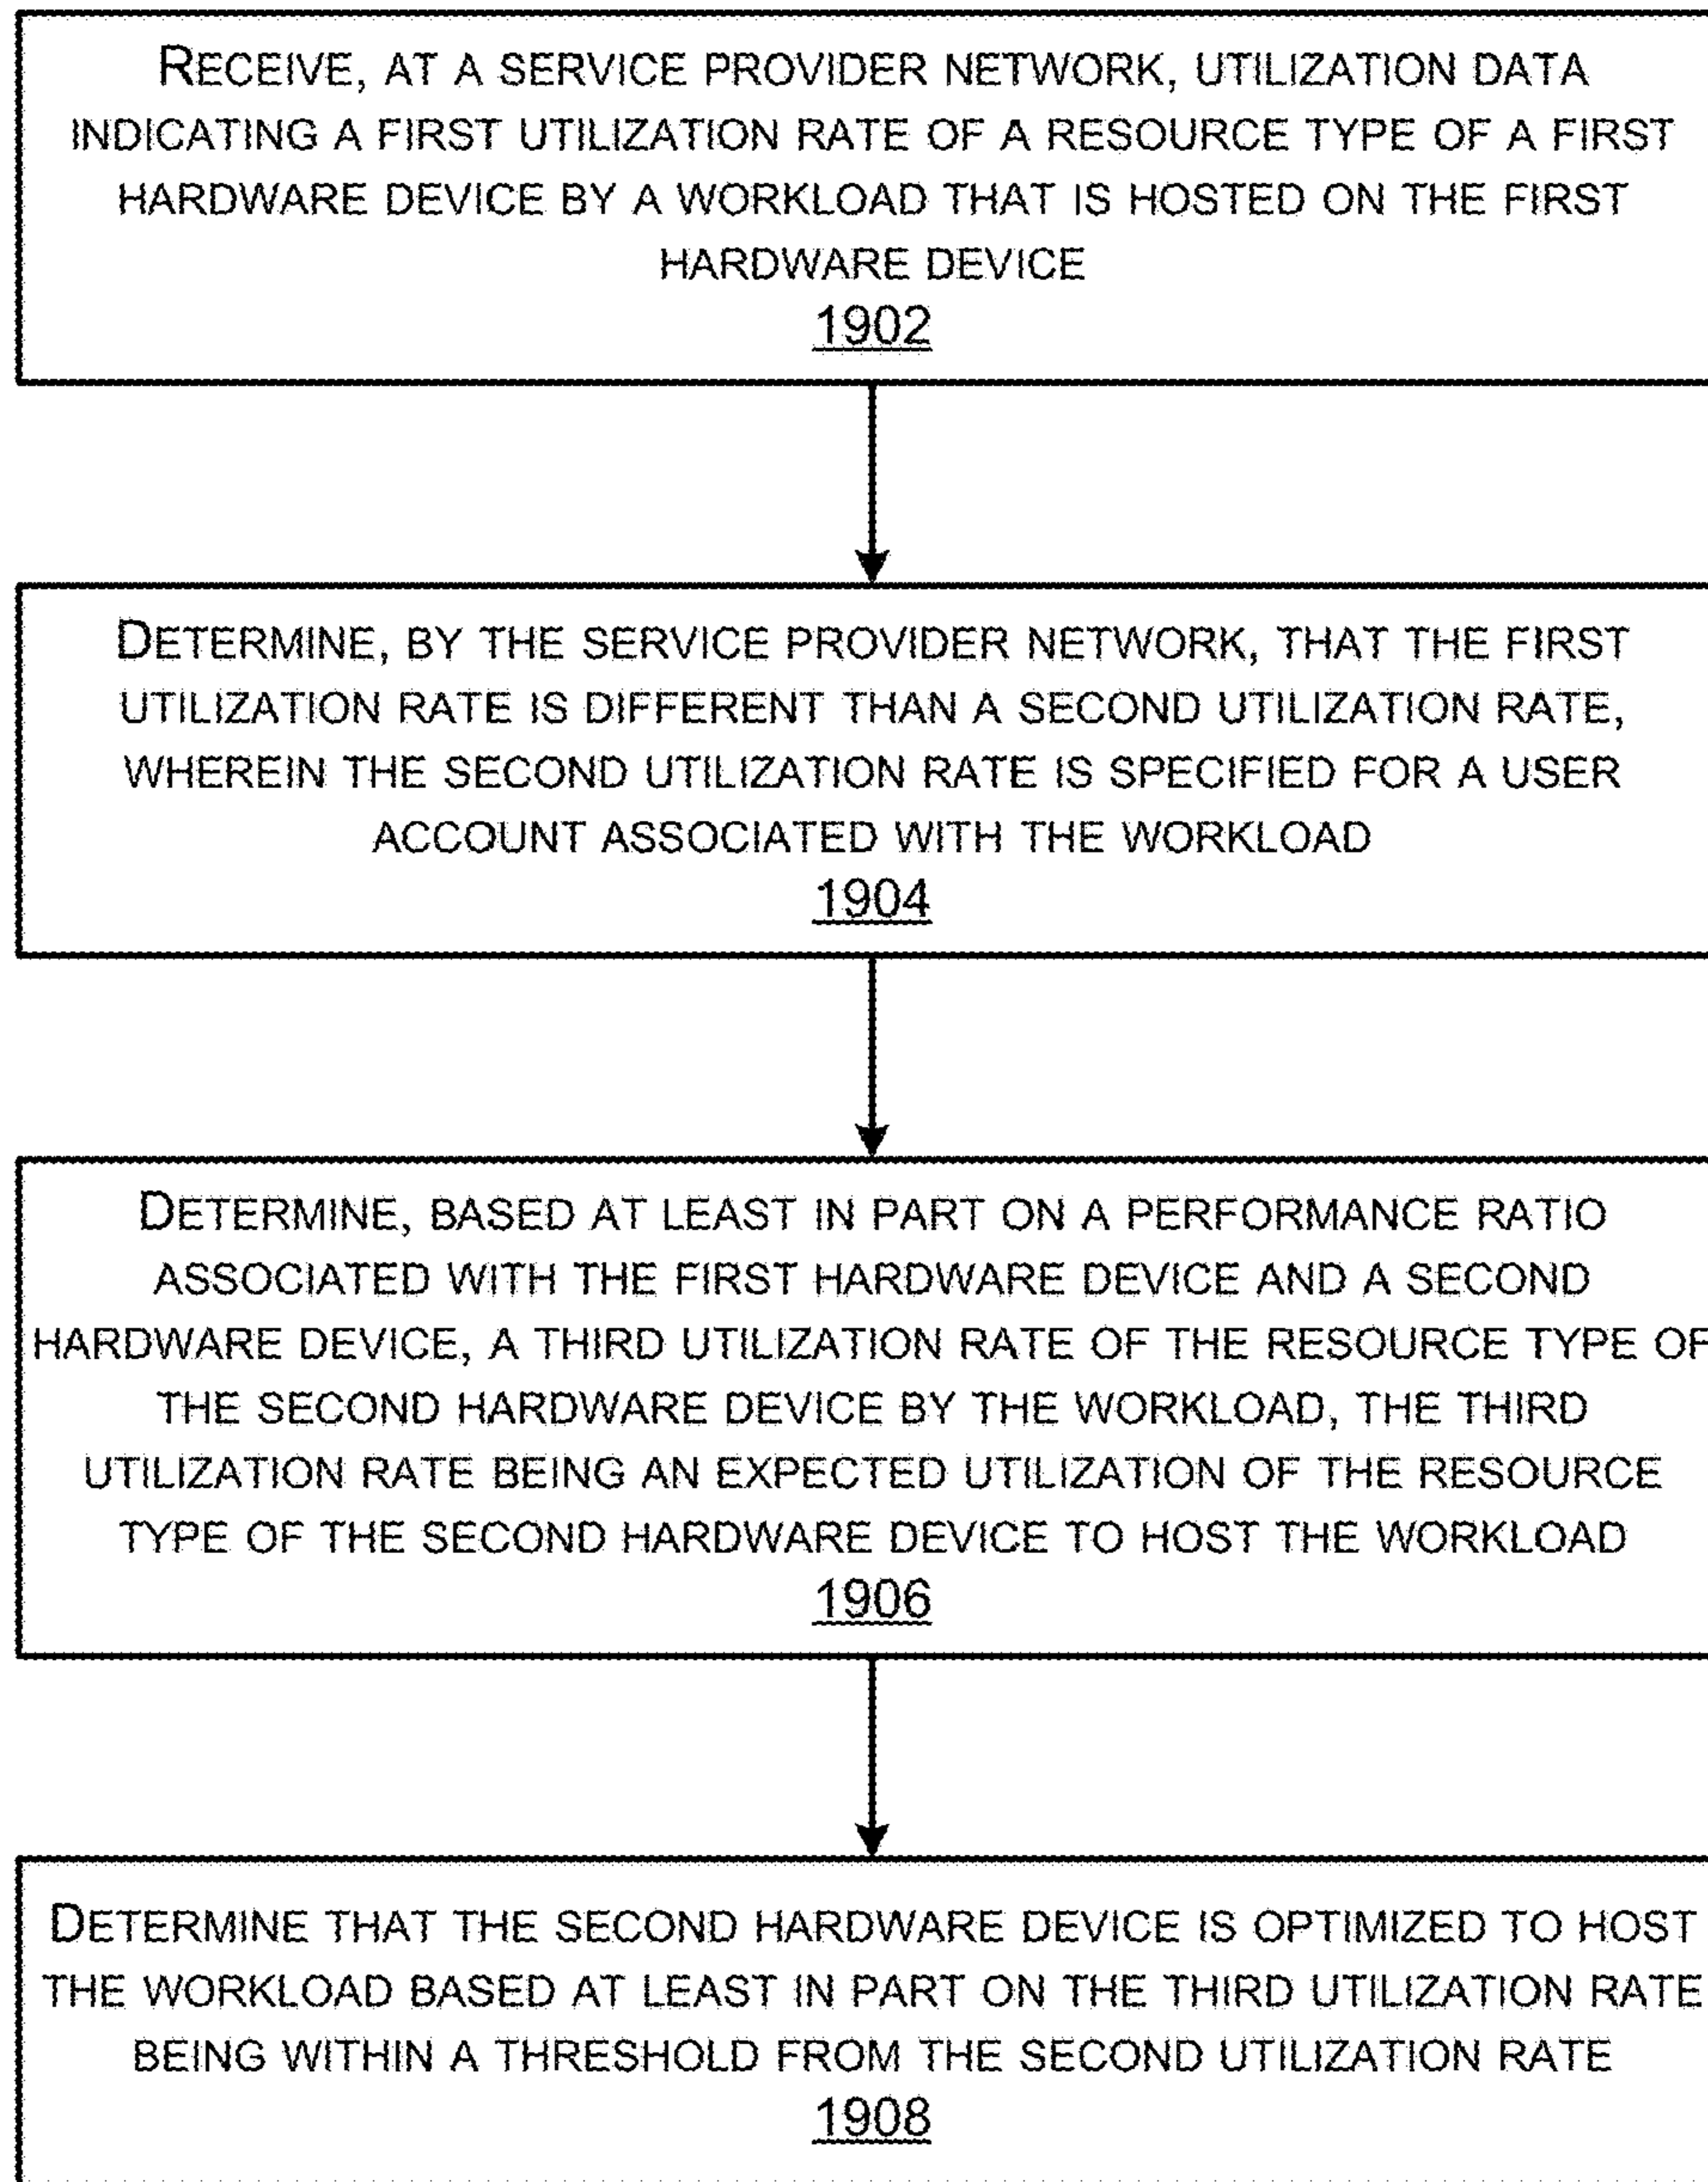 RECEIVE, AT A SERVICE PROVIDER NETWORK, UTILIZATION DATA
INDICATING A FIRST UTILIZATION RATE OF A RESOURCE TYPE OF A FIRST
HARDWARE DEVICE BY A WORKLOAD THAT IS HOSTED ON THE FIRST
HARDWARE DEVICE
1902
DETERMINE, BY THE SERVICE PROVIDER NETWORK, THAT THE FIRST
UTILIZATION RATE IS DIFFERENT THAN A SECOND UTILIZATION RATE,
WHEREIN THE SECOND UTILIZATION RATE IS SPECIFIED FOR A USER
ACCOUNT ASSOCIATED WITH THE WORKLOAD
1904
DETERMINE, BASED AT LEAST IN PART ON A PERFORMANCE RATIO
ASSOCIATED WITH THE FIRST HARDWARE DEVICE AND A SECOND
HARDWARE DEVICE, A THIRD UTILIZATION RATE OF THE RESOURCE TYPE OF
THE SECOND HARDWARE DEVICE BY THE WORKLOAD, THE THIRD
UTILIZATION RATE BEING AN EXPECTED UTILIZATION OF THE RESOURCE
TYPE OF THE SECOND HARDWARE DEVICE TO HOST THE WORKLOAD
1906
DETERMINE THAT THE SECOND HARDWARE DEVICE IS OPTIMIZED TO HOST
THE WORKLOAD BASED AT LEAST IN PART ON THE THIRD UTILIZATION RATE
BEING WITHIN A THRESHOLD FROM THE SECOND UTILIZATION RATE
1908